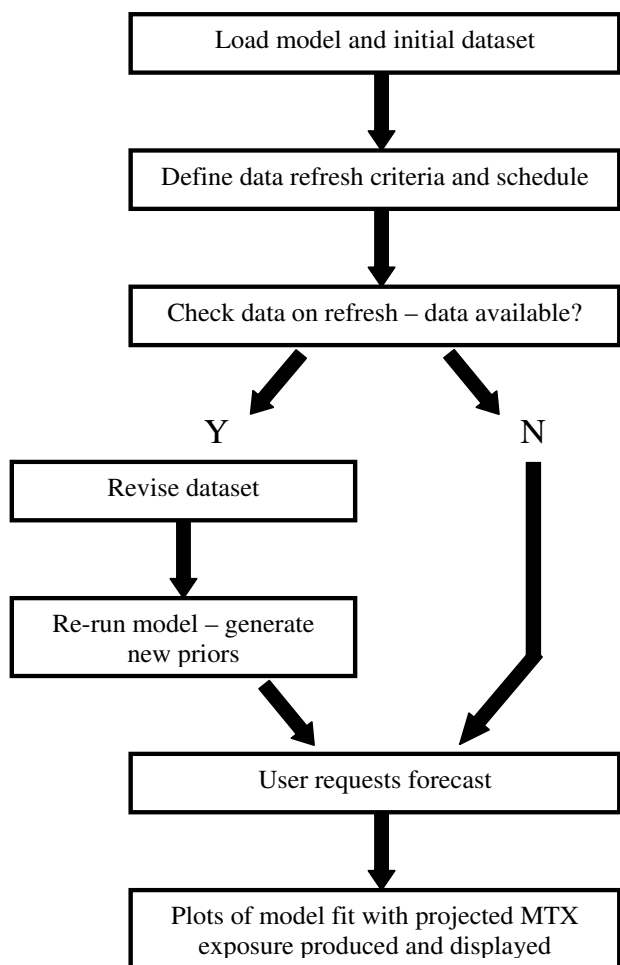 Load model and initial dataset
Define data refresh criteria and schedule
Check data on refresh – data available?
Y
N
Revise dataset
Re-run model – generate
new priors
User requests forecast
Plots of model fit with projected MTX
exposure produced and displayed